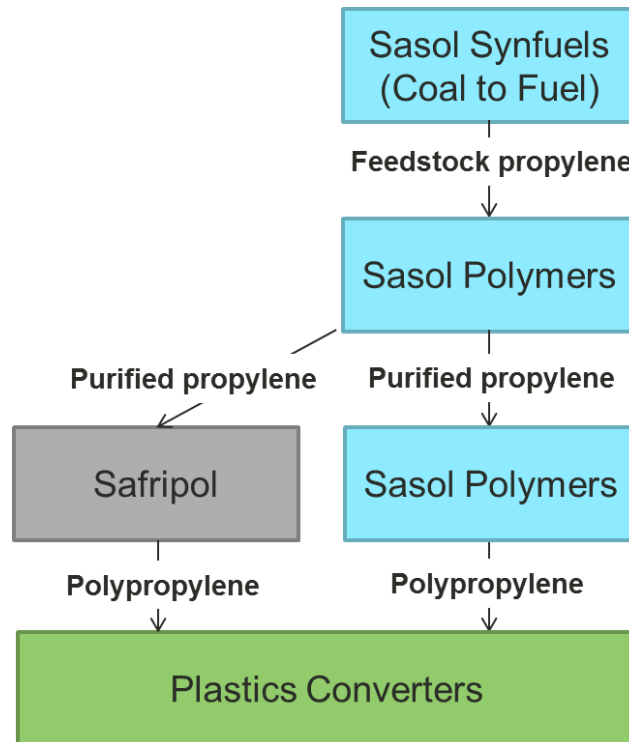 Sasol Synfuels
(Coal to Fuel)
Feedstock propylene
Sasol Polymers
Purified propylene
Purified propylene
Safripol
Sasol Polymers
Polypropylene
Polypropylene
Plastics Converters